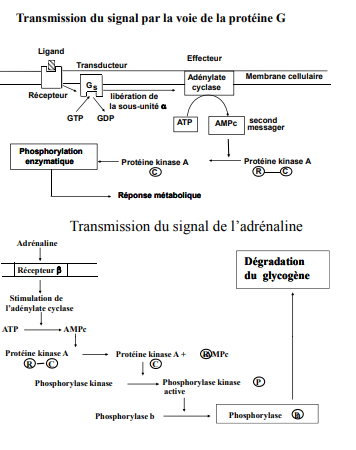 Transmission du signal par la voie de la protéine G
Ligand
Effecteur
Transducteur
Récepteur
Gs
Adénylate
cyclase
Membrane cellulaire
libération de
la sous-unité α
GTP
GDP
ATP
AMPc
second
messager
Phosphorylation
enzymatique
Protéine kinase A
C
Protéine kinase A
R
C
Réponse métabolique
Transmission du signal de l'adrénaline
Adrénaline
Récepteur β
Dégradation
du glycogène
Stimulation de
l'adénylate cyclase
ATP
AMPc
Protéine kinase A
R
C
Protéine kinase A +
C
Phosphorylase kinase
Phosphorylase kinase
active
P
Phosphorylase b
Phosphorylase